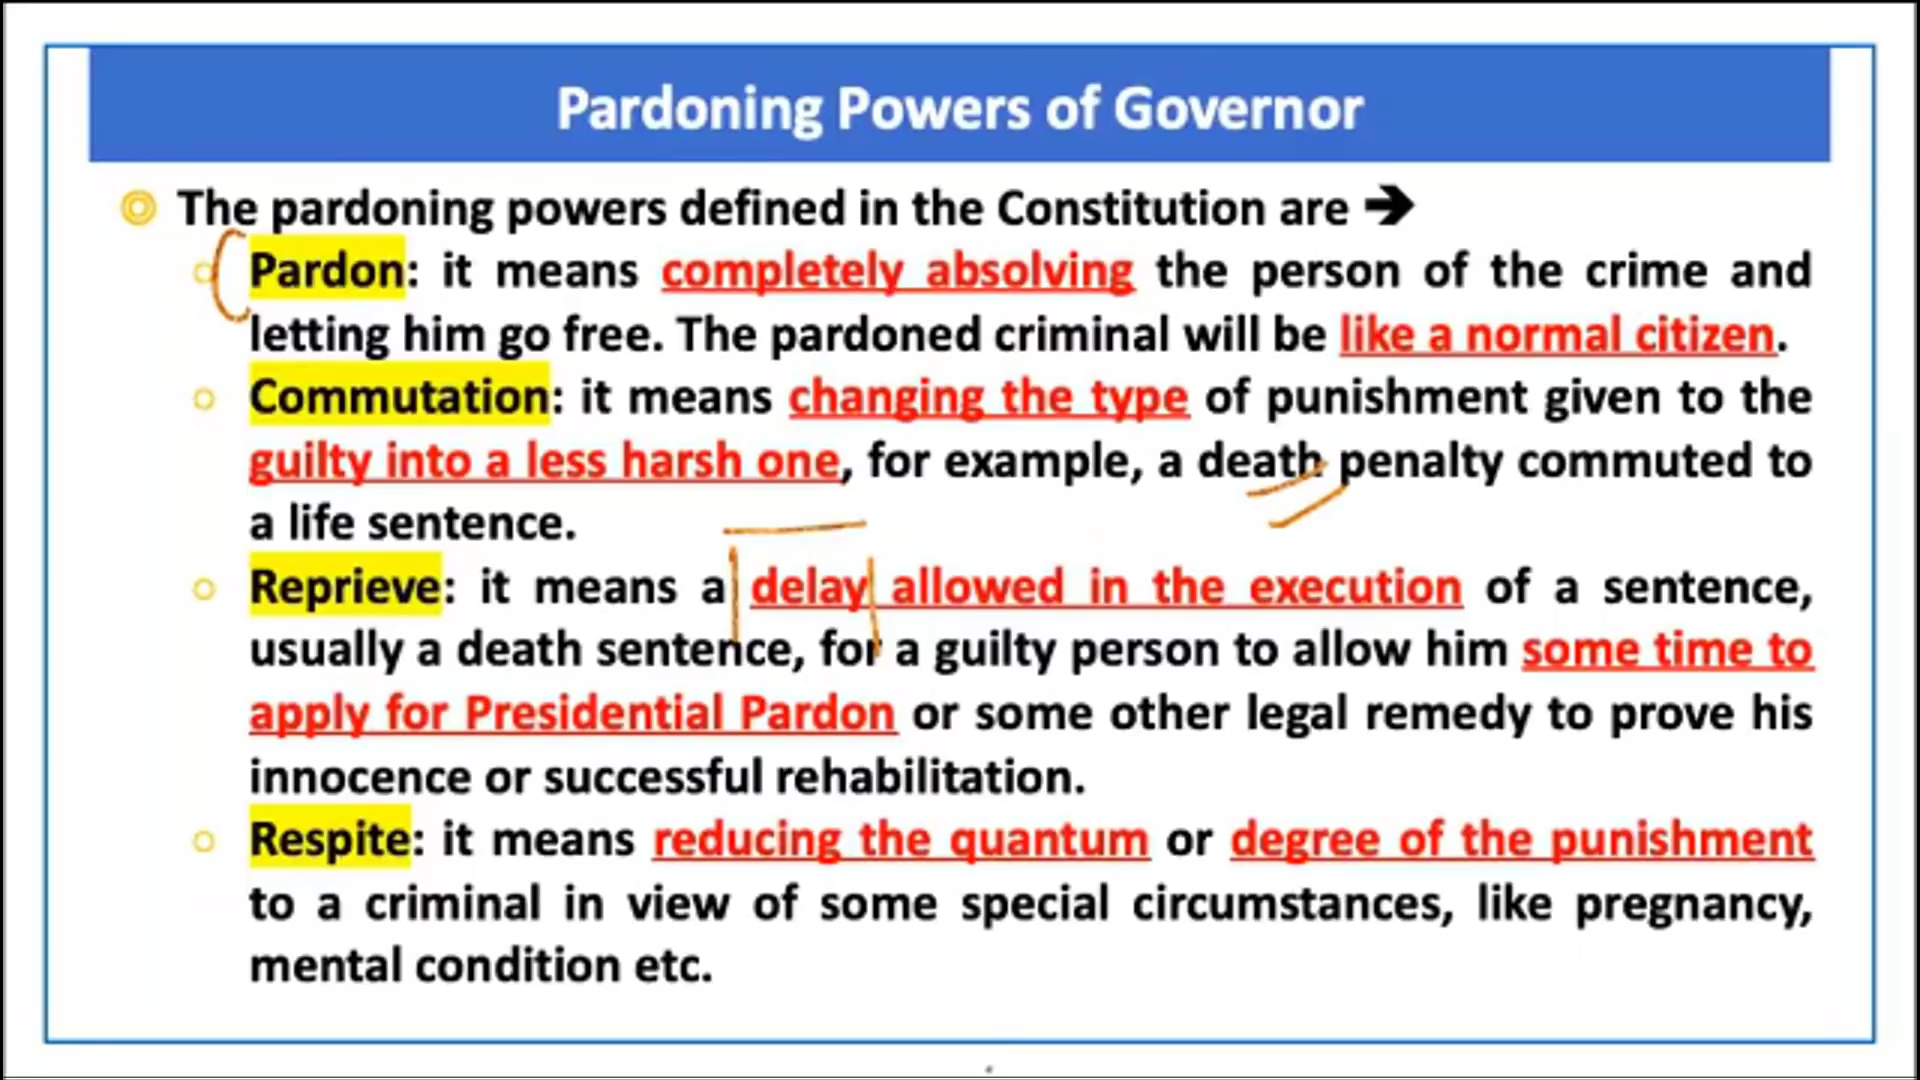 Pardoning Powers of Governor
The pardoning powers defined in the Constitution are ➔
Pardon: it means completely absolving the person of the crime and
letting him go free. The pardoned criminal will be like a normal citizen.
Commutation: it means changing the type of punishment given to the
guilty into a less harsh one, for example, a death penalty commuted to
a life sentence.
Reprieve: it means a delay allowed in the execution of a sentence,
usually a death sentence, for a guilty person to allow him some time to
apply for Presidential Pardon or some other legal remedy to prove his
innocence or successful rehabilitation.
Respite: it means reducing the quantum or degree of the punishment
to a criminal in view of some special circumstances, like pregnancy,
mental condition etc.